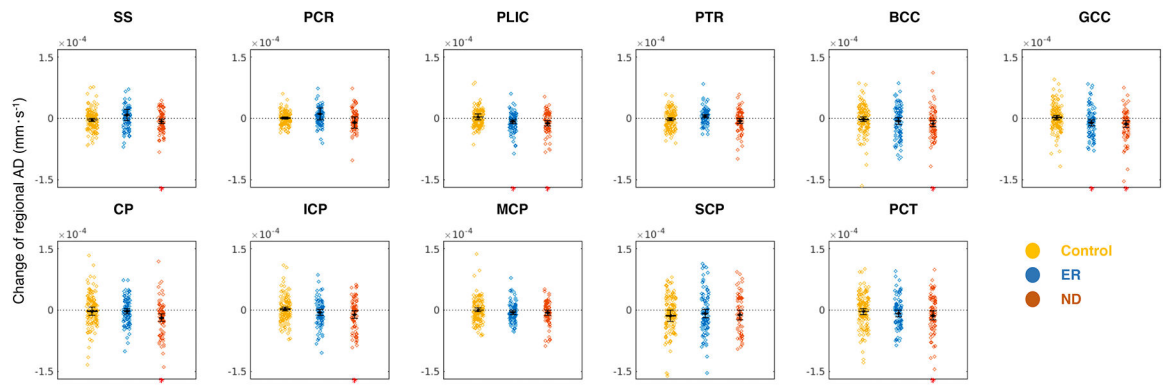 SS PCR PLIC PTR BCC GCC
×10⁻⁴ ×10⁻⁴ ×10⁻⁴ ×10⁻⁴ ×10⁻⁴ ×10⁻⁴
1.5 1.5 1.5 1.5 1.5 1.5
0 0 0 0 0 0
-1.5 -1.5 -1.5 -1.5 -1.5 -1.5
Change of regional AD (mm·s⁻¹)
CP ICP MCP SCP PCT
×10⁻⁴ ×10⁻⁴ ×10⁻⁴ ×10⁻⁴ ×10⁻⁴
1.5 1.5 1.5 1.5 1.5
0 0 0 0 0
-1.5 -1.5 -1.5 -1.5 -1.5
Control
ER
ND